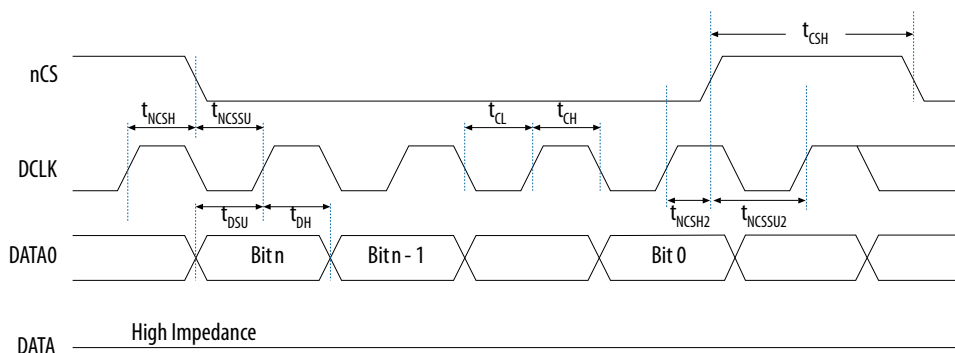 tCSH
nCS
tNCSH tNCSSU tCL tCH
DCLK
tDSU tDH tNCSH2 tNCSSU2
DATA0 Bit n Bit n - 1 Bit 0
High Impedance
DATA